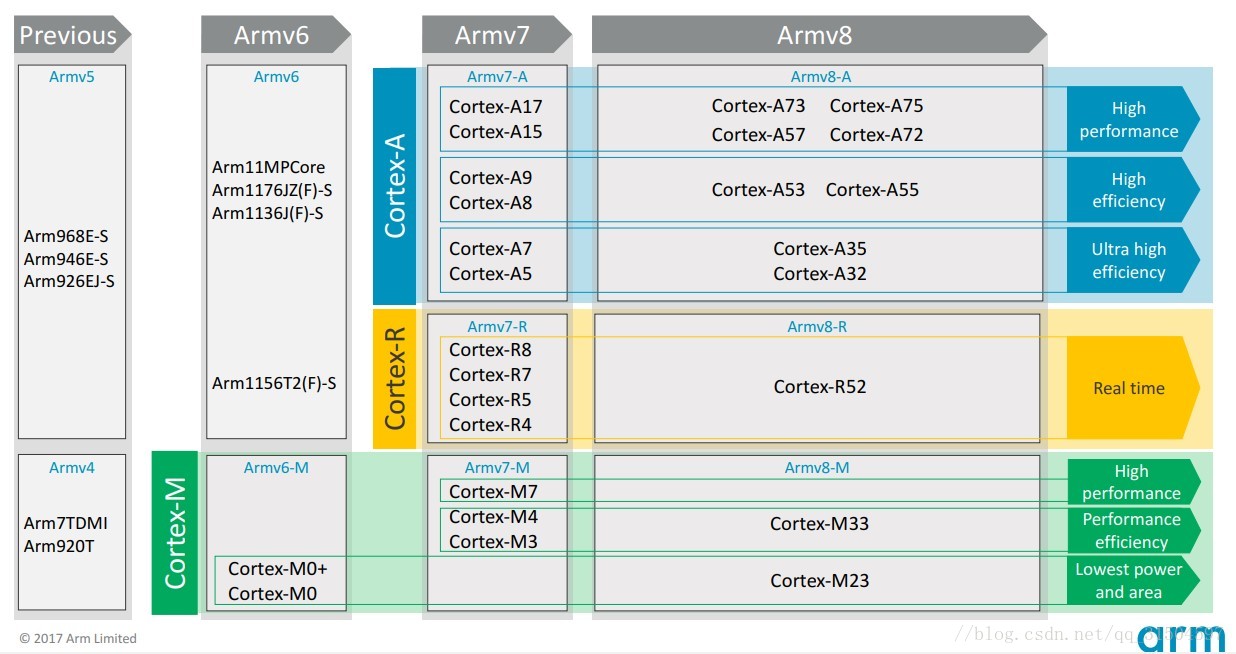 Previous
Armv6
Armv7
Armv8
Armv5
Arm968E-S
Arm946E-S
Arm926EJ-S
Armv6
Arm11MPCore
Arm1176JZ(F)-S
Arm1136J(F)-S
Arm1156T2(F)-S
Cortex-A
Armv7-A
Armv8-A
Cortex-A17
Cortex-A15
Cortex-A73 Cortex-A75
Cortex-A57 Cortex-A72
High
performance
Cortex-A9
Cortex-A8
Cortex-A53 Cortex-A55
High
efficiency
Cortex-A7
Cortex-A5
Cortex-A35
Cortex-A32
Ultra high
efficiency
Cortex-R
Armv7-R
Armv8-R
Cortex-R8
Cortex-R7
Cortex-R5
Cortex-R4
Cortex-R52
Real time
Armv4
Arm7TDMI
Arm920T
Cortex-M
Armv6-M
Armv7-M
Armv8-M
Cortex-M7
High
performance
Cortex-M4
Cortex-M3
Cortex-M33
Performance
efficiency
Cortex-M0+
Cortex-M0
Cortex-M23
Lowest power
and area
© 2017 Arm Limited
arm